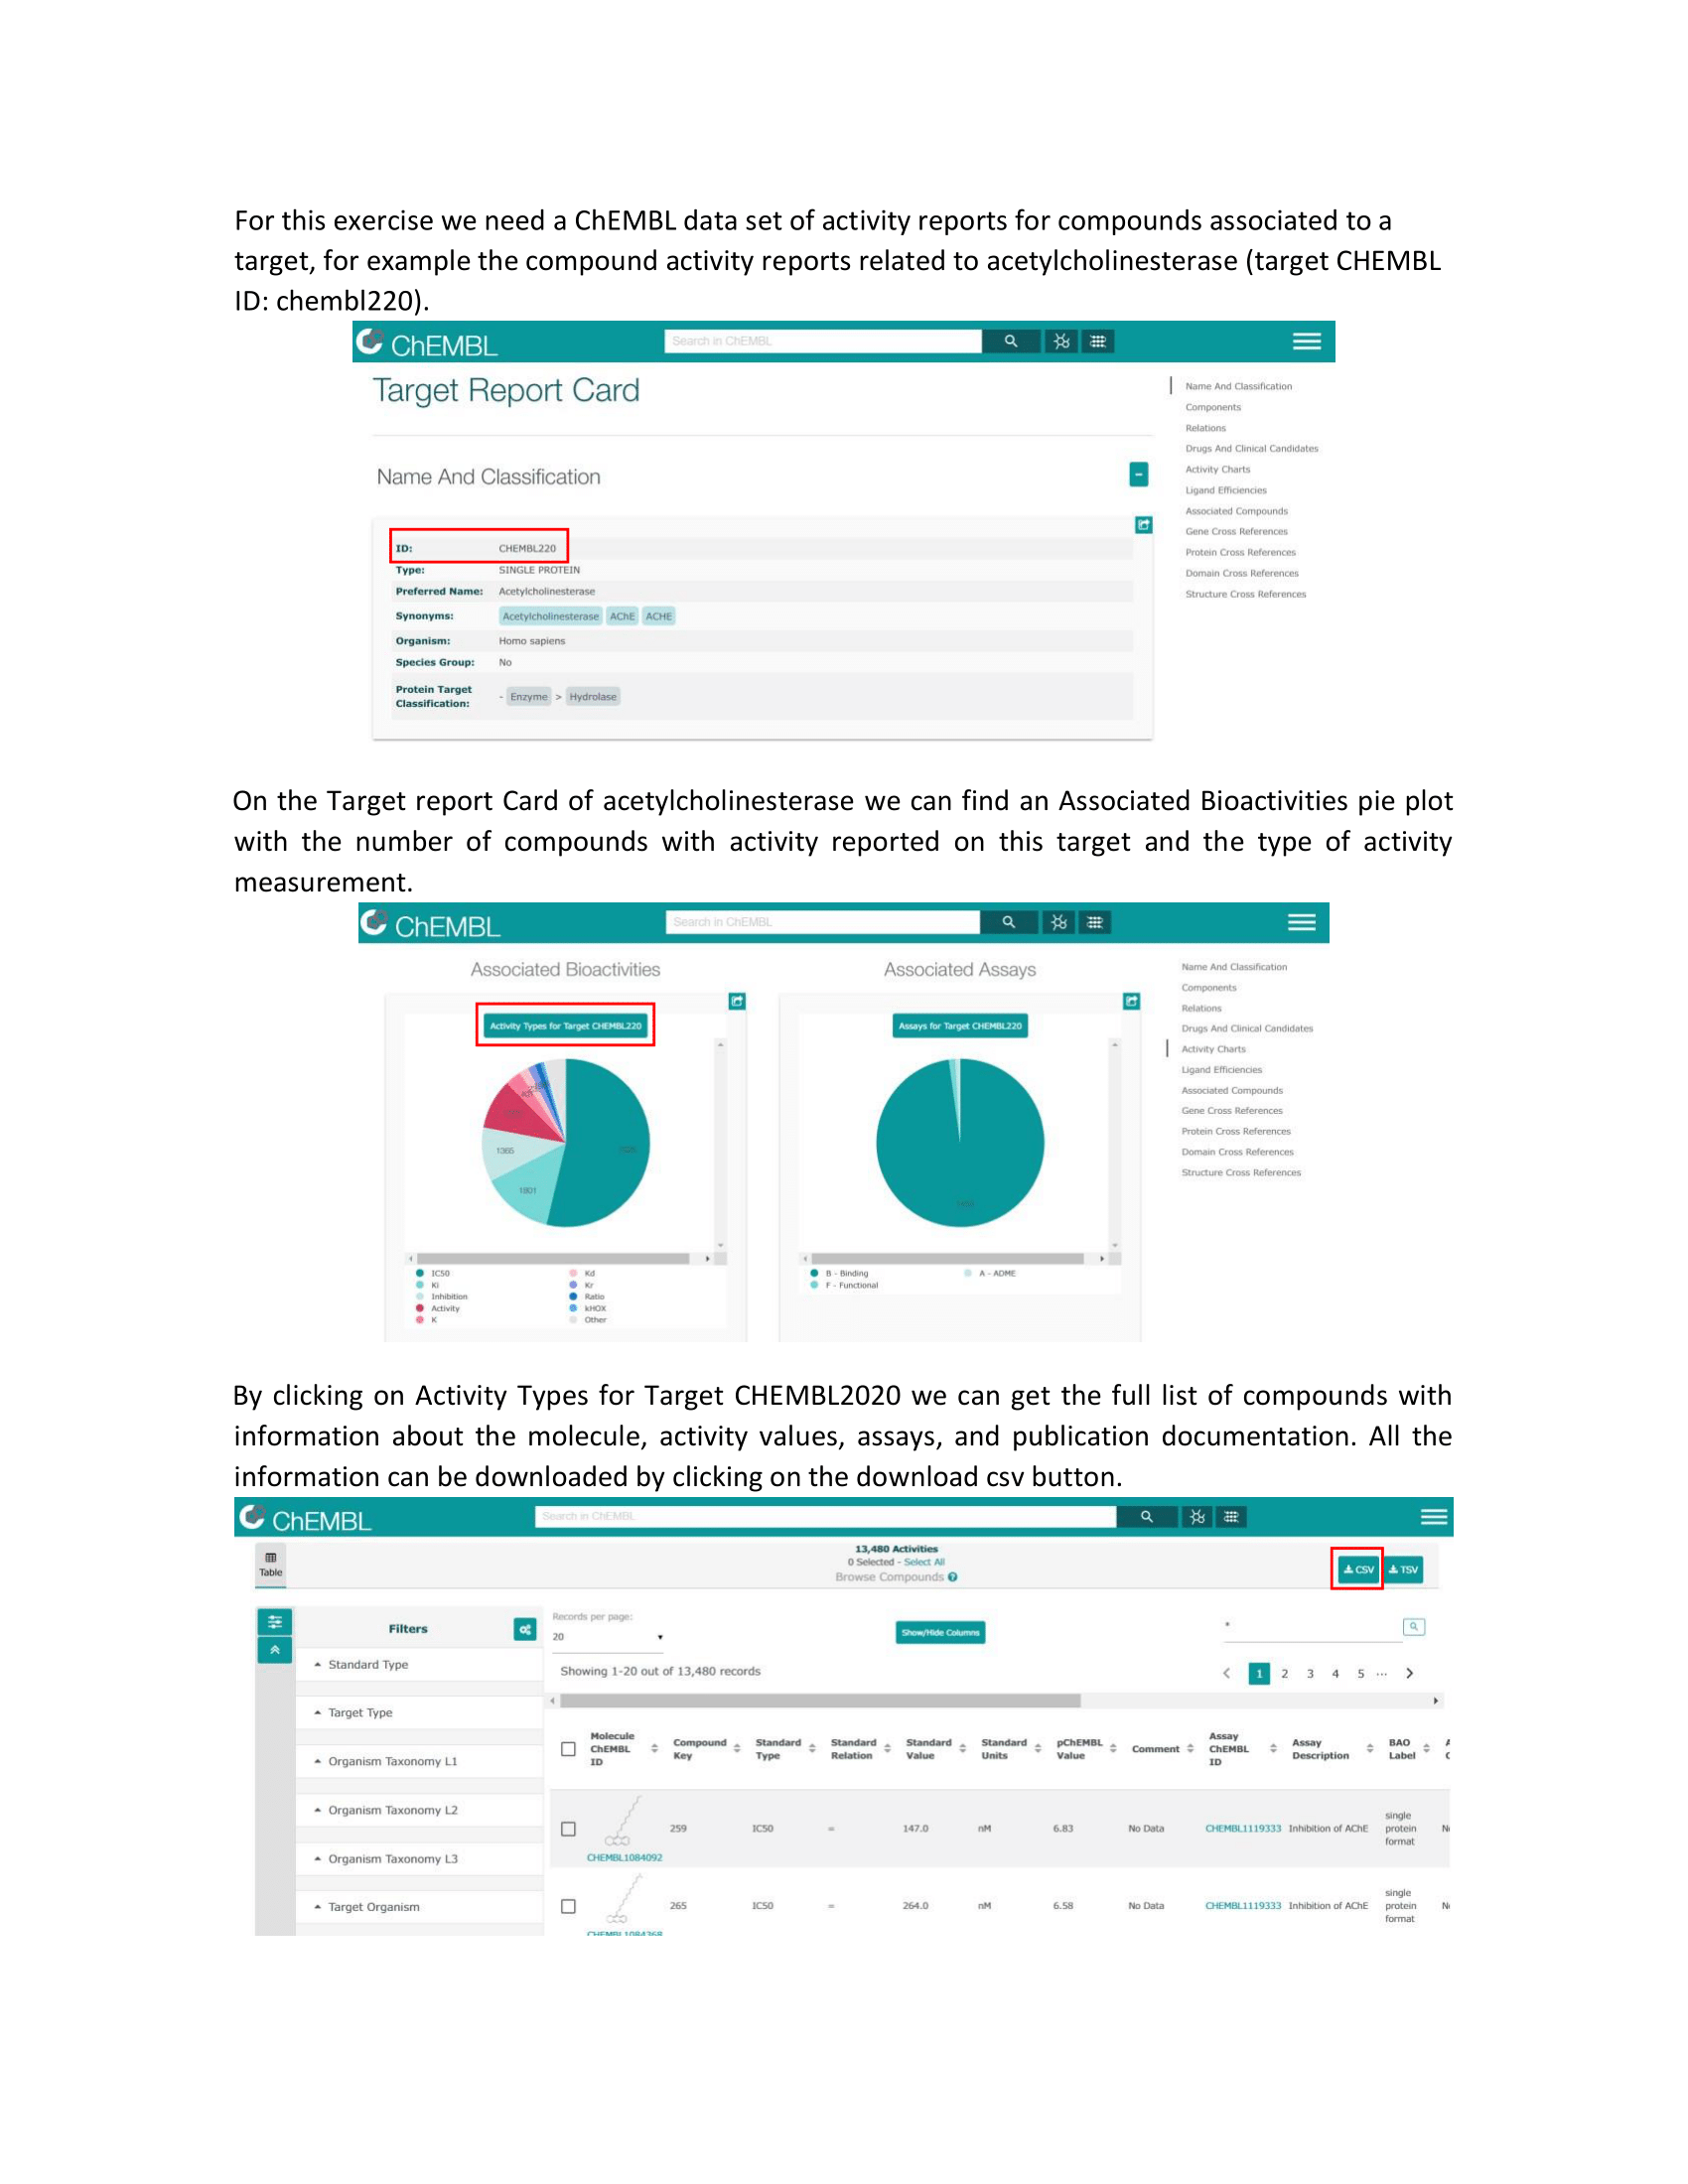 For this exercise we need a ChEMBL data set of activity reports for compounds associated to a
target, for example the compound activity reports related to acetylcholinesterase (target CHEMBL
ID: chembl220).
ChEMBL
Search in ChEMBL
Target Report Card
Name And Classification
ID: CHEMBL220
Type: SINGLE PROTEIN
Preferred Name: Acetylcholinesterase
Synonyms: Acetylcholinesterase AChE ACHE
Organism: Homo sapiens
Species Group: No
Protein Target
Classification:
- Enzyme > Hydrolase
Name And Classification
Components
Relations
Drugs And Clinical Candidates
Activity Charts
Ligand Efficiencies
Associated Compounds
Gene Cross References
Protein Cross References
Domain Cross References
Structure Cross References
On the Target report Card of acetylcholinesterase we can find an Associated Bioactivities pie plot
with the number of compounds with activity reported on this target and the type of activity
measurement.
ChEMBL
Search in ChEMBL
Associated Bioactivities
Activity Types for Target CHEMBL220
1365
1801
IC50
Ki
Inhibition
Activity
K
Kd
Kr
Ratio
kHOX
Other
Associated Assays
Assays for Target CHEMBL220
B - Binding
F - Functional
A - ADME
Name And Classification
Components
Relations
Drugs And Clinical Candidates
Activity Charts
Ligand Efficiencies
Associated Compounds
Gene Cross References
Protein Cross References
Domain Cross References
Structure Cross References
By clicking on Activity Types for Target CHEMBL2020 we can get the full list of compounds with
information about the molecule, activity values, assays, and publication documentation. All the
information can be downloaded by clicking on the download csv button.
ChEMBL
Search in ChEMBL
Table
13,480 Activities
0 Selected - Select All
Browse Compounds
CSV
TSV
Filters
Standard Type
Target Type
Organism Taxonomy L1
Organism Taxonomy L2
Organism Taxonomy L3
Target Organism
Records per page:
20
Show/Hide Columns
*
Showing 1-20 out of 13,480 records
< 1 2 3 4 5 ... >
Molecule ChEMBL ID
Compound Key
Standard Type
Standard Relation
Standard Value
Standard Units
pChEMBL Value
Comment
Assay ChEMBL ID
Assay Description
BAO Label
CHEMBL1084092
259 IC50 = 147.0 nM 6.83 No Data CHEMBL1119333 Inhibition of AChE single protein format
CHEMBL1084368
265 IC50 = 264.0 nM 6.58 No Data CHEMBL1119333 Inhibition of AChE single protein format